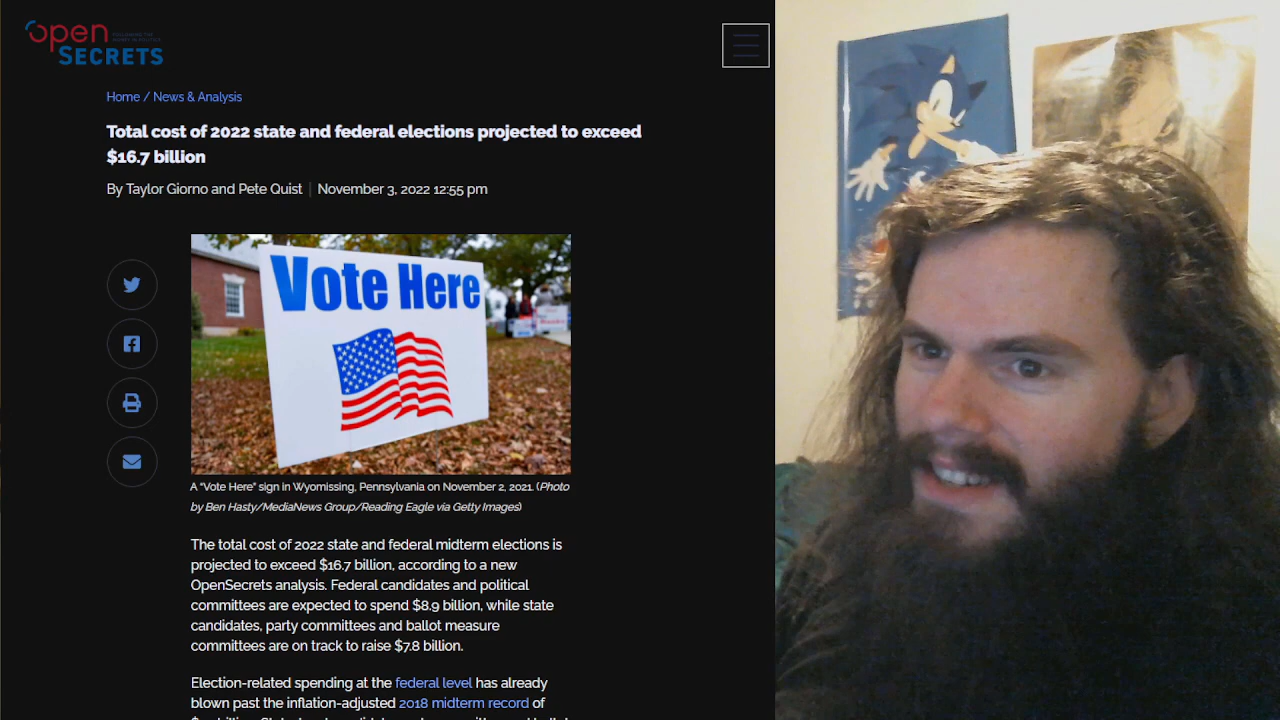 open
SECRETS
Home / News & Analysis
Total cost of 2022 state and federal elections projected to exceed
$16.7 billion
By Taylor Giorno and Pete Quist | November 3, 2022 12:55 pm
Vote Here
A “Vote Here” sign in Wyomissing, Pennsylvania on November 2, 2021. (Photo
by Ben Hasty/MediaNews Group/Reading Eagle via Getty Images)
The total cost of 2022 state and federal midterm elections is
projected to exceed $16.7 billion, according to a new
OpenSecrets analysis. Federal candidates and political
committees are expected to spend $8.9 billion, while state
candidates, party committees and ballot measure
committees are on track to raise $7.8 billion.
Election-related spending at the federal level has already
blown past the inflation-adjusted 2018 midterm record of